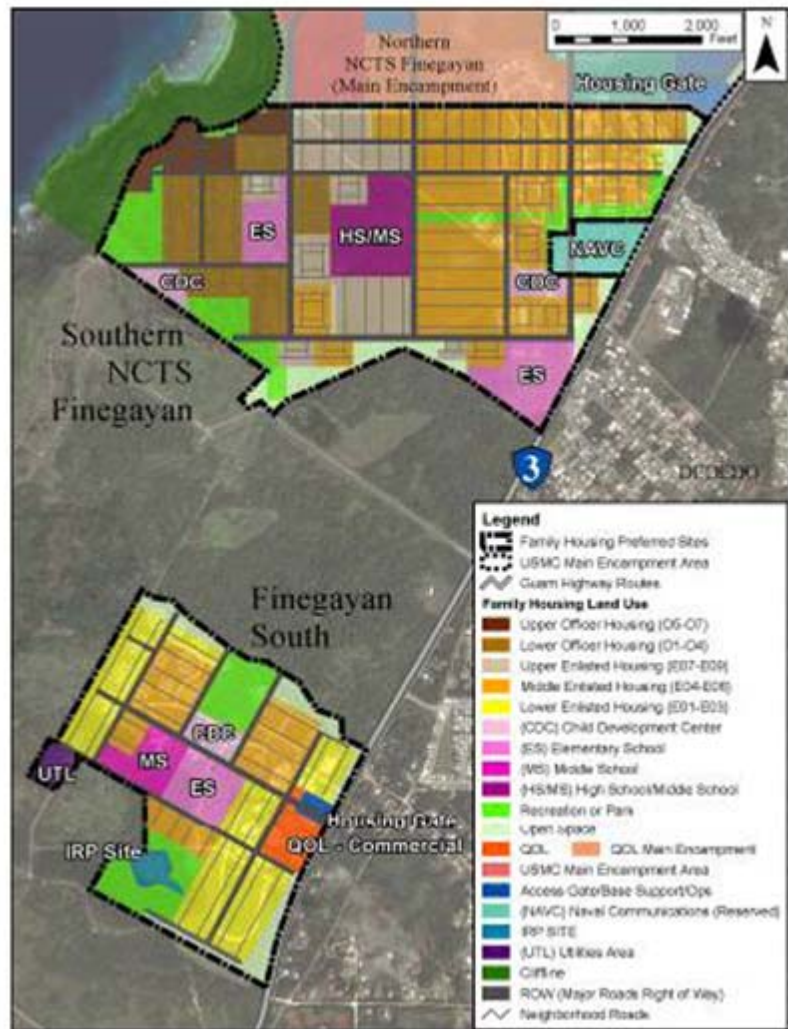 0 1,000 2,000
Feet
N
Northern
NCTS Finegayan
(Main Encampment)
Housing Gate
ES
HS/MS
NAVC
CDC
CDC
Southern
NCTS
Finegayan
ES
3
DEDEDO
Finegayan
South
CDC
MS
ES
UTL
Housing Gate
QOL - Commercial
IRP Site
Legend
Family Housing Preferred Sites
USMC Main Encampment Area
Guam Highway Routes
Family Housing Land Use
Upper Officer Housing (O5-O7)
Lower Officer Housing (O1-O4)
Upper Enlisted Housing (E07-E09)
Middle Enlisted Housing (E04-E06)
Lower Enlisted Housing (E01-E03)
(CDC) Child Development Center
(ES) Elementary School
(MS) Middle School
(HS/MS) High School/Middle School
Recreation or Park
Open Space
QOL QOL Main Encampment
USMC Main Encampment Area
Access Gate/Base Support/Ops
(NAVC) Naval Communications (Reserved)
IRP SITE
(UTL) Utilities Area
Cliffline
ROW (Major Roads Right of Way)
Neighborhood Roads